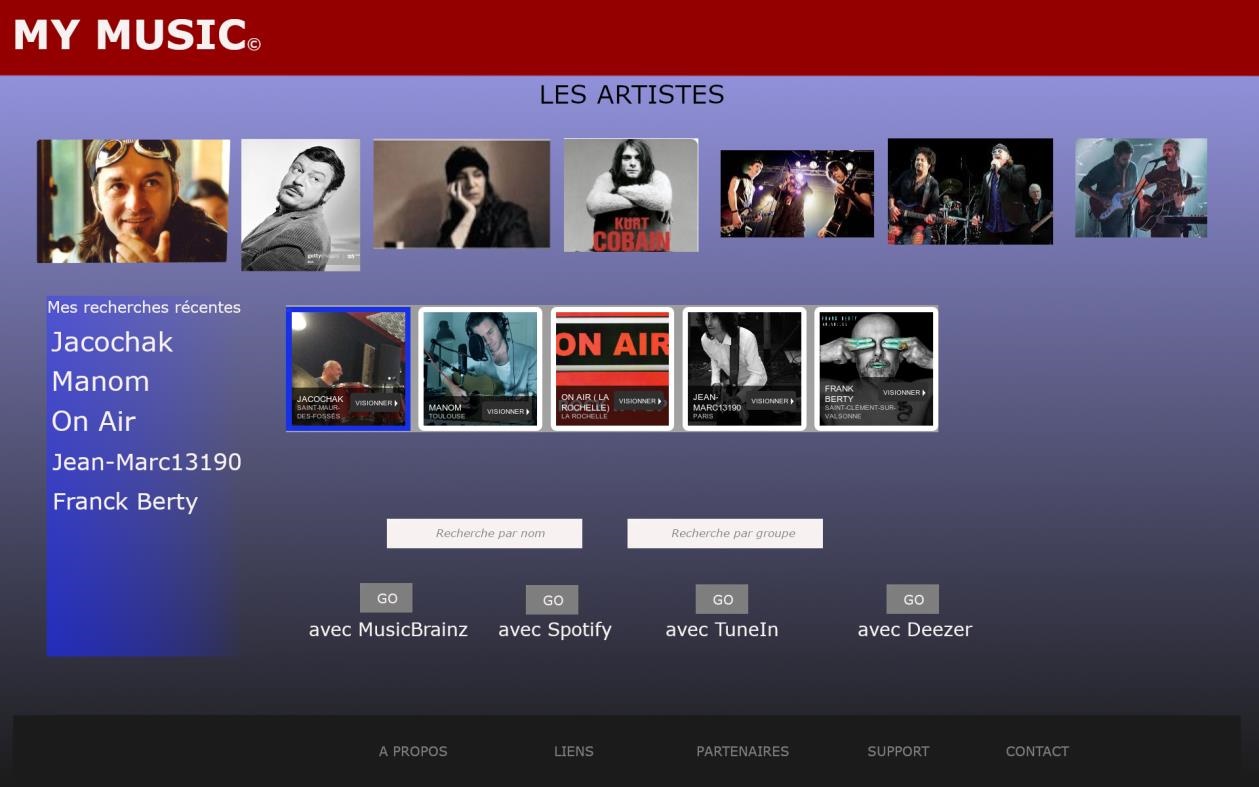 MY MUSIC©
LES ARTISTES
gettyimages
KURT
COBAIN
Mes recherches récentes
Jacochak
Manom
On Air
Jean-Marc13190
Franck Berty
JACOCHAK
SAINT-MAUR-
DES-FOSSÉS
VISIONNER
MANOM
TOULOUSE
VISIONNER
ON AIR
ON AIR ( LA
ROCHELLE)
LA ROCHELLE
VISIONNER
JEAN-
MARC13190
PARIS
VISIONNER
FRANK BERTY
FRANK
BERTY
SAINT-CLÉMENT-SUR-
VALSONNE
VISIONNER
Recherche par nom
Recherche par groupe
GO
avec MusicBrainz
GO
avec Spotify
GO
avec TuneIn
GO
avec Deezer
A PROPOS
LIENS
PARTENAIRES
SUPPORT
CONTACT